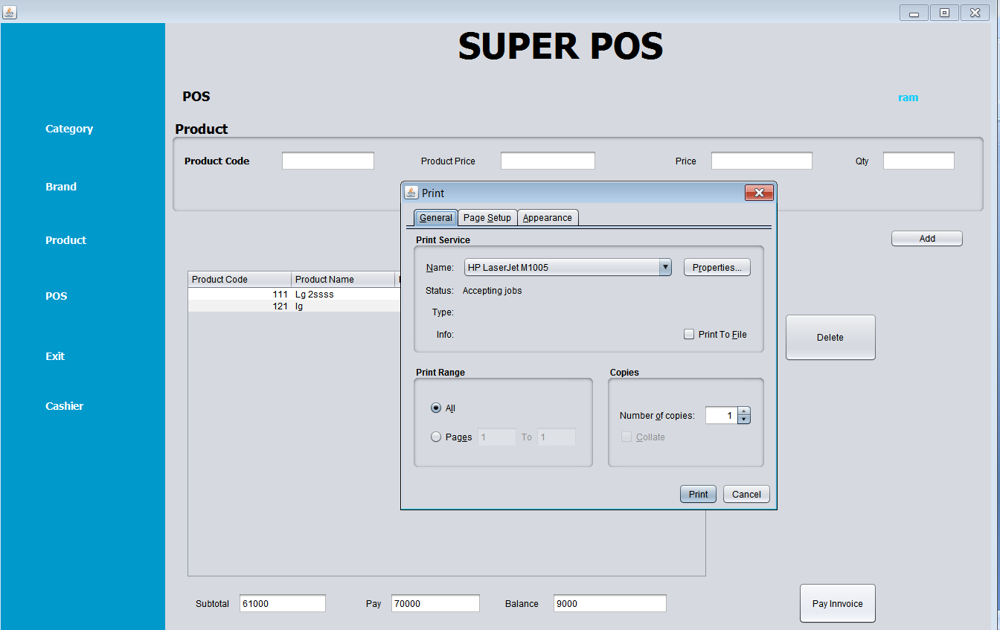 SUPER POS
POS
ram
Category
Product
Product Code
Product Price
Price
Qty
Brand
Print
General
Page Setup
Appearance
Product
Add
Print Service
Name:
HP LaserJet M1005
Properties...
Status:
Accepting jobs
Type:
Info:
Print To File
Product Code
Product Name
111
Lg 2ssss
121
lg
POS
Delete
Exit
Print Range
All
Pages
1
To
1
Copies
Number of copies:
1
Collate
Cashier
Print
Cancel
Subtotal
61000
Pay
70000
Balance
9000
Pay Innvoice